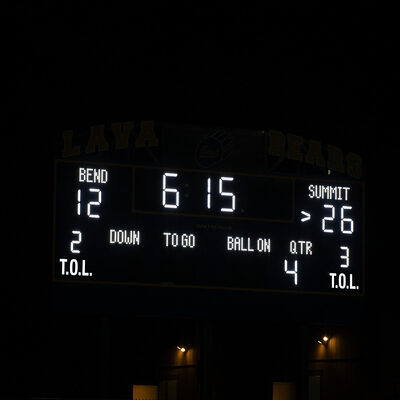 LAVA BEARS
BEND 6:15 SUMMIT
12 > 26
DOWN TO GO BALL ON QTR
2 4 3
T.O.L. T.O.L.